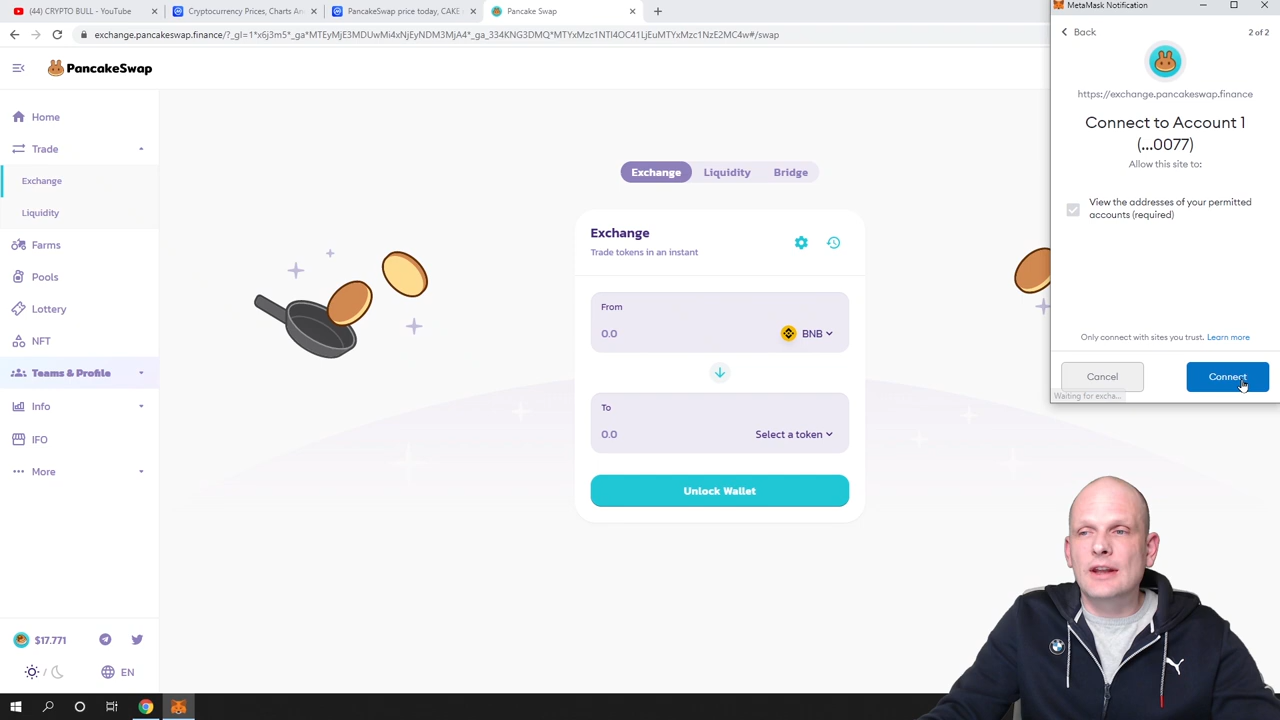 (44) CRYPTO BULL - YouTube
Cryptocurrency Prices, Charts An
PancakeSwap price today, CAKE
Pancake Swap
exchange.pancakeswap.finance/?_gl=1*x6j3m5*_ga*MTEyMjE3MDUwMi4xNjEyNDM3MjA4*_ga_334KNG3DMQ*MTYxMzc1NTI4OC41LjEuMTYxMzc1NzE2MC4w#/swap
PancakeSwap
Home
Trade
Exchange
Liquidity
Farms
Pools
Lottery
NFT
Teams & Profile
Info
IFO
More
$17.771
/
EN
Exchange Liquidity Bridge
Exchange
Trade tokens in an instant
From
0.0 BNB
To
0.0 Select a token
Unlock Wallet
MetaMask Notification
Back 2 of 2
https://exchange.pancakeswap.finance
Connect to Account 1
(...0077)
Allow this site to:
View the addresses of your permitted
accounts (required)
Only connect with sites you trust. Learn more
Cancel Connect
Waiting for excha...